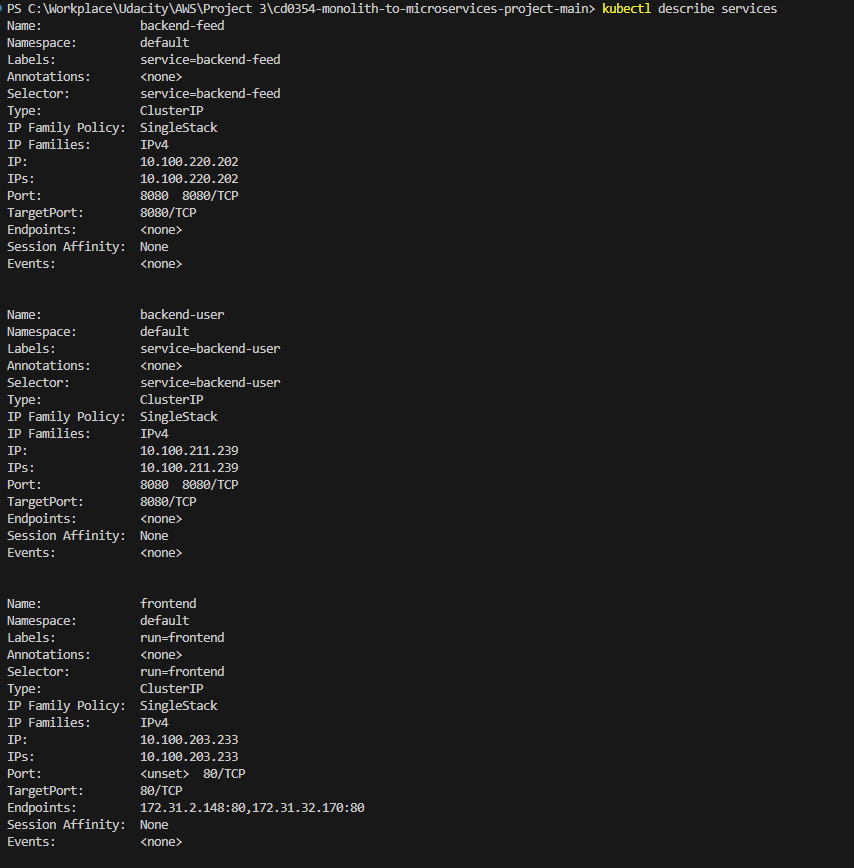 PS C:\Workplace\Udacity\AWS\Project 3\cd0354-monolith-to-microservices-project-main> kubectl describe services
Name:              backend-feed
Namespace:         default
Labels:            service=backend-feed
Annotations:       <none>
Selector:          service=backend-feed
Type:              ClusterIP
IP Family Policy:  SingleStack
IP Families:       IPv4
IP:                10.100.220.202
IPs:               10.100.220.202
Port:              8080  8080/TCP
TargetPort:        8080/TCP
Endpoints:         <none>
Session Affinity:  None
Events:            <none>

Name:              backend-user
Namespace:         default
Labels:            service=backend-user
Annotations:       <none>
Selector:          service=backend-user
Type:              ClusterIP
IP Family Policy:  SingleStack
IP Families:       IPv4
IP:                10.100.211.239
IPs:               10.100.211.239
Port:              8080  8080/TCP
TargetPort:        8080/TCP
Endpoints:         <none>
Session Affinity:  None
Events:            <none>

Name:              frontend
Namespace:         default
Labels:            run=frontend
Annotations:       <none>
Selector:          run=frontend
Type:              ClusterIP
IP Family Policy:  SingleStack
IP Families:       IPv4
IP:                10.100.203.233
IPs:               10.100.203.233
Port:              <unset>  80/TCP
TargetPort:        80/TCP
Endpoints:         172.31.2.148:80,172.31.32.170:80
Session Affinity:  None
Events:            <none>